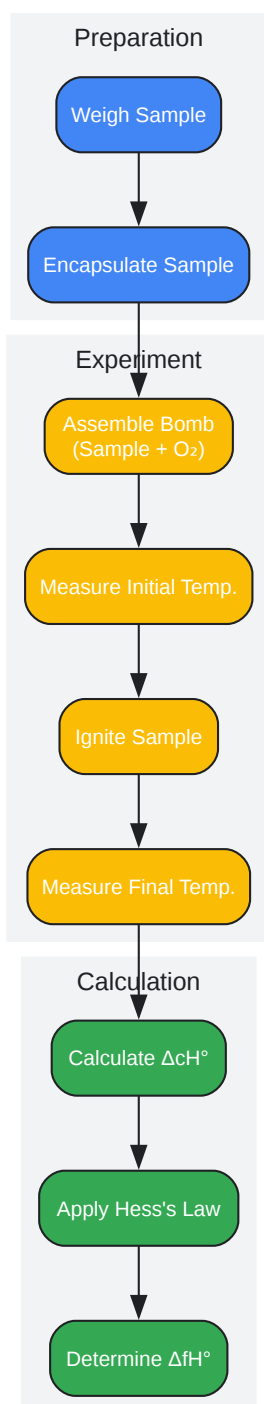 Preparation
Weigh Sample
Encapsulate Sample
Experiment
Assemble Bomb
(Sample + O₂)
Measure Initial Temp.
Ignite Sample
Measure Final Temp.
Calculation
Calculate ΔcH°
Apply Hess's Law
Determine ΔfH°